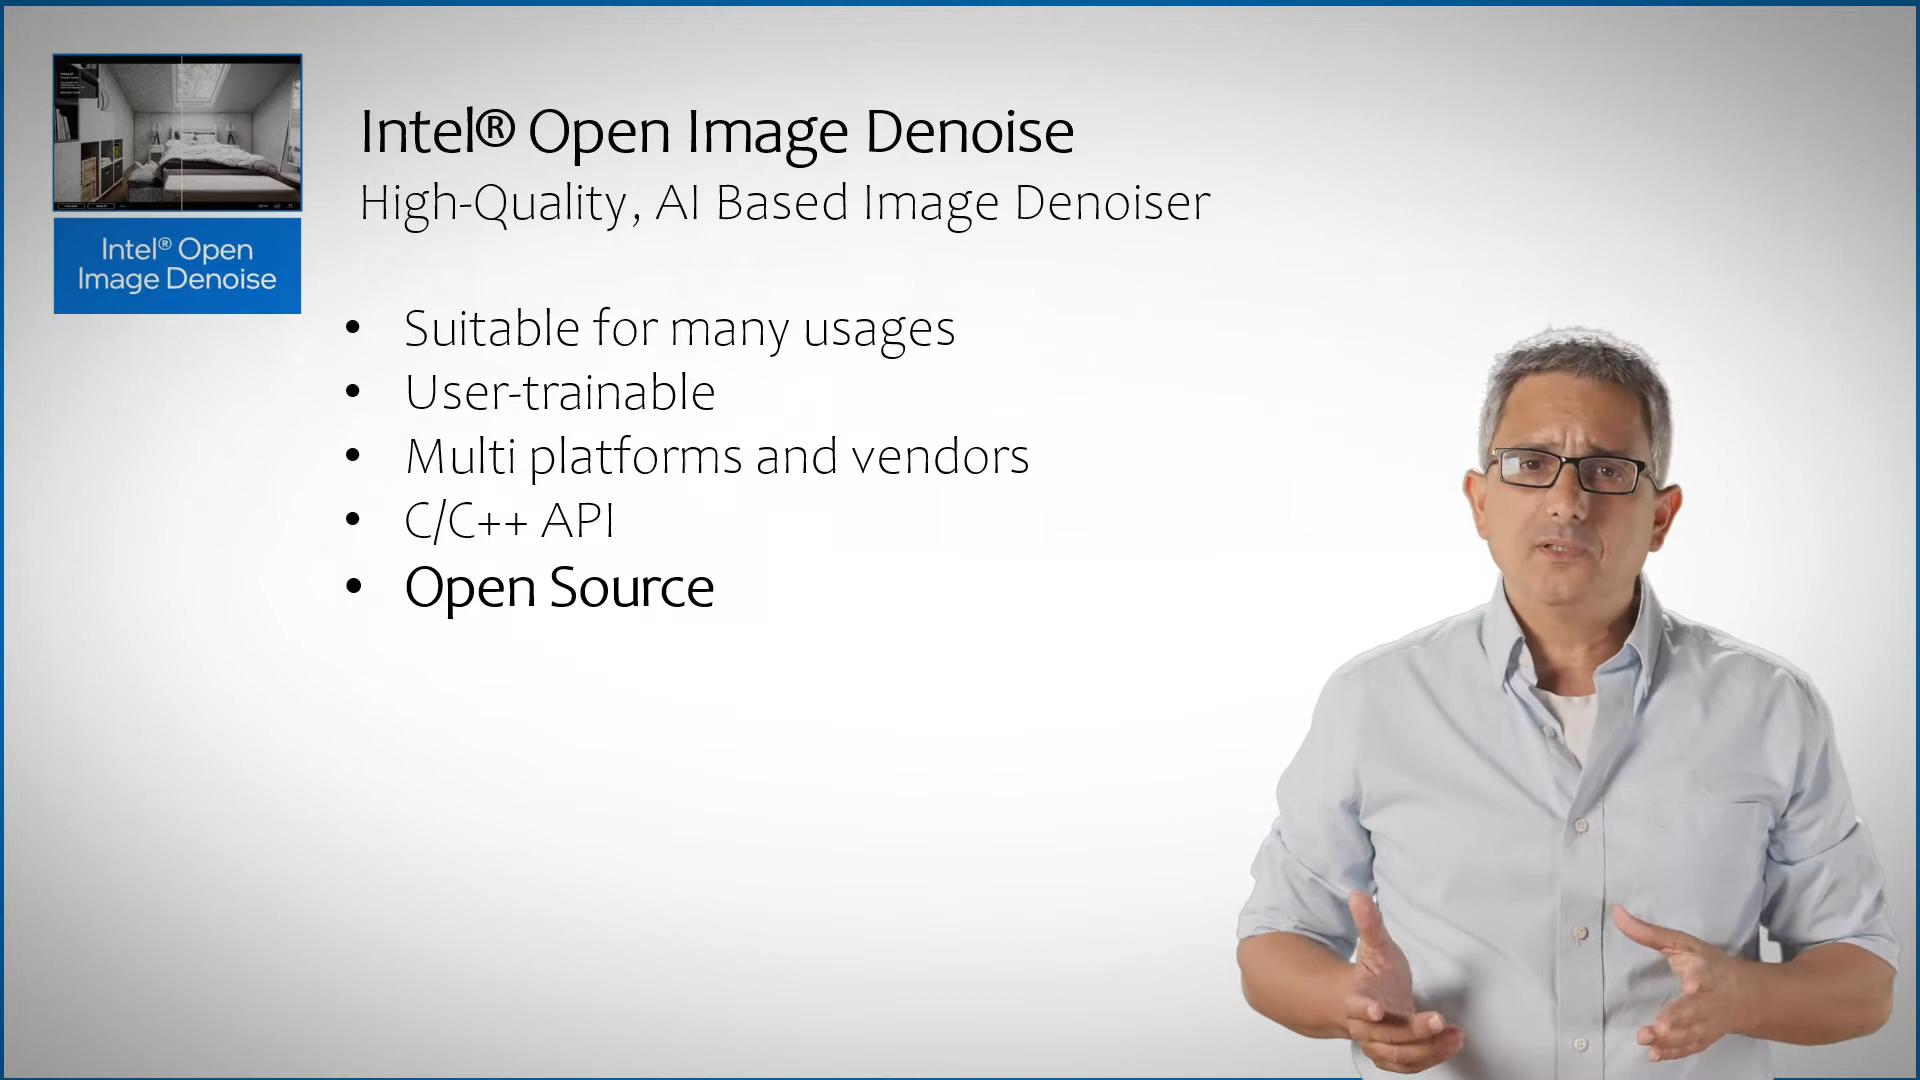 Intel® Open Image Denoise
High-Quality, AI Based Image Denoiser
Intel® Open
Image Denoise
• Suitable for many usages
• User-trainable
• Multi platforms and vendors
• C/C++ API
• Open Source